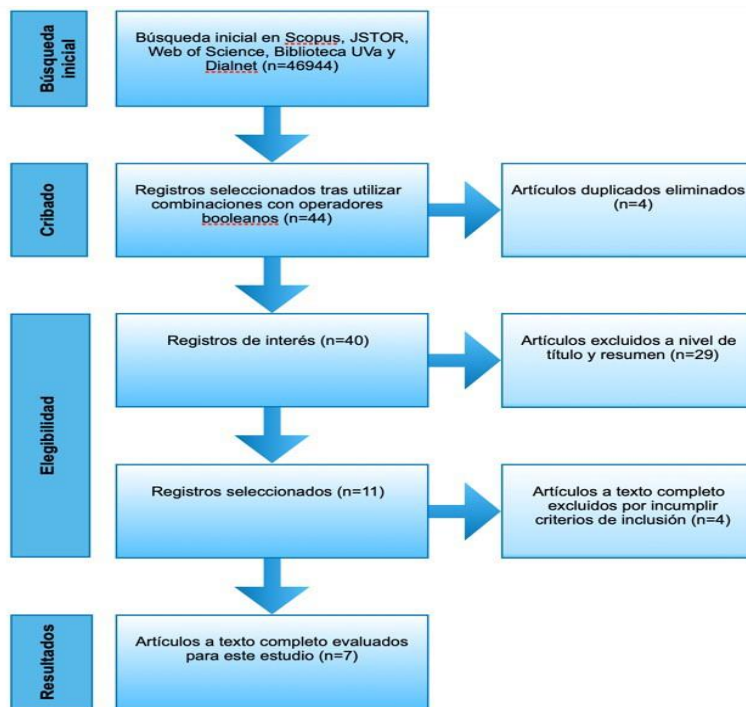 Búsqueda
inicial
Búsqueda inicial en Scopus, JSTOR,
Web of Science, Biblioteca UVa y
Dialnet (n=46944)
Cribado
Registros seleccionados tras utilizar
combinaciones con operadores
booleanos (n=44)
Artículos duplicados eliminados
(n=4)
Elegibilidad
Registros de interés (n=40)
Artículos excluidos a nivel de
título y resumen (n=29)
Registros seleccionados (n=11)
Artículos a texto completo
excluidos por incumplir
criterios de inclusión (n=4)
Resultados
Artículos a texto completo evaluados
para este estudio (n=7)